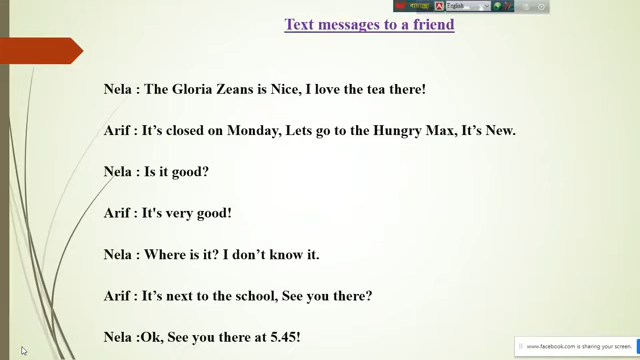 English
Text messages to a friend
Nela : The Gloria Zeans is Nice, I love the tea there!
Arif : It’s closed on Monday, Lets go to the Hungry Max, It’s New.
Nela : Is it good?
Arif : It's very good!
Nela : Where is it? I don’t know it.
Arif : It’s next to the school, See you there?
Nela :Ok, See you there at 5.45!
www.facebook.com is sharing your screen.